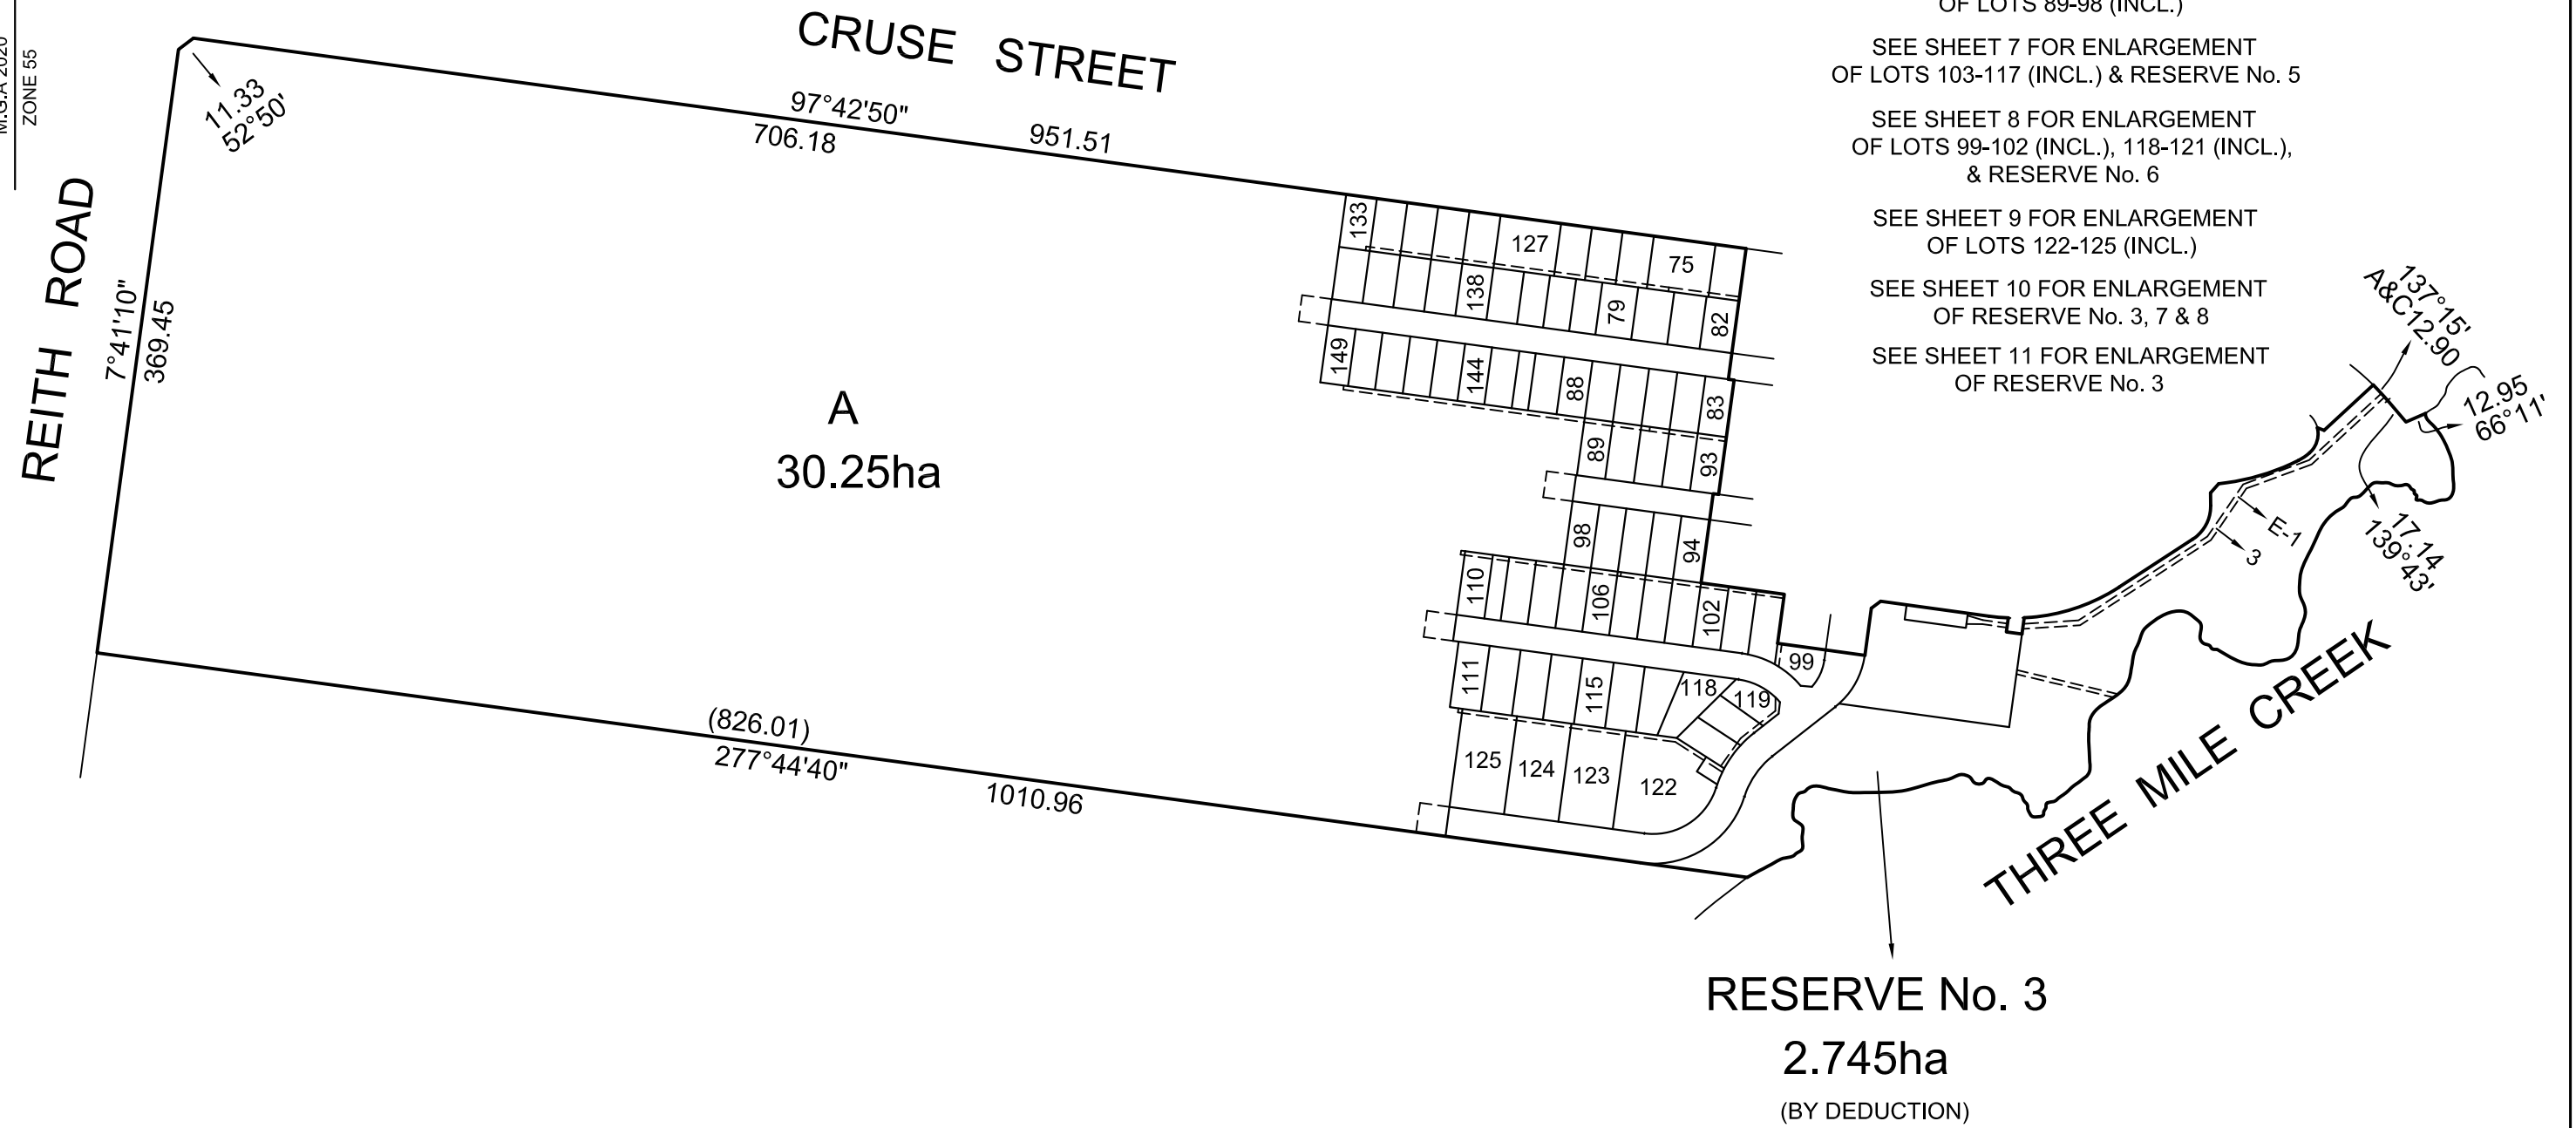 M.G.A 2020
ZONE 55
CRUSE STREET
OF LOTS 89-98 (INCL.)
SEE SHEET 7 FOR ENLARGEMENT
OF LOTS 103-117 (INCL.) & RESERVE No. 5
SEE SHEET 8 FOR ENLARGEMENT
OF LOTS 99-102 (INCL.), 118-121 (INCL.),
& RESERVE No. 6
SEE SHEET 9 FOR ENLARGEMENT
OF LOTS 122-125 (INCL.)
SEE SHEET 10 FOR ENLARGEMENT
OF RESERVE No. 3, 7 & 8
SEE SHEET 11 FOR ENLARGEMENT
OF RESERVE No. 3
11.33
52°50'
97°42'50"
706.18
951.51
REITH ROAD
7°41'10"
369.45
A
30.25ha
133
127
75
138
79
82
149
144
88
83
89
93
98
94
110
106
102
99
111
115
118
119
125
124
123
122
137°15'
A&C12.90
12.95
66°11'
17.14
139°43'
E-1
3
THREE MILE CREEK
(826.01)
277°44'40"
1010.96
RESERVE No. 3
2.745ha
(BY DEDUCTION)